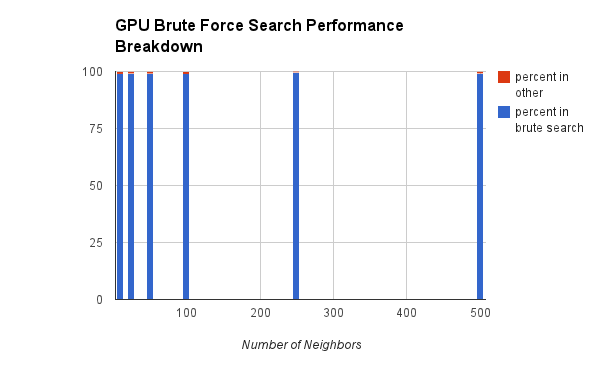 GPU Brute Force Search Performance
Breakdown
100
75
50
25
0
100 200 300 400 500
Number of Neighbors
percent in
other
percent in
brute search